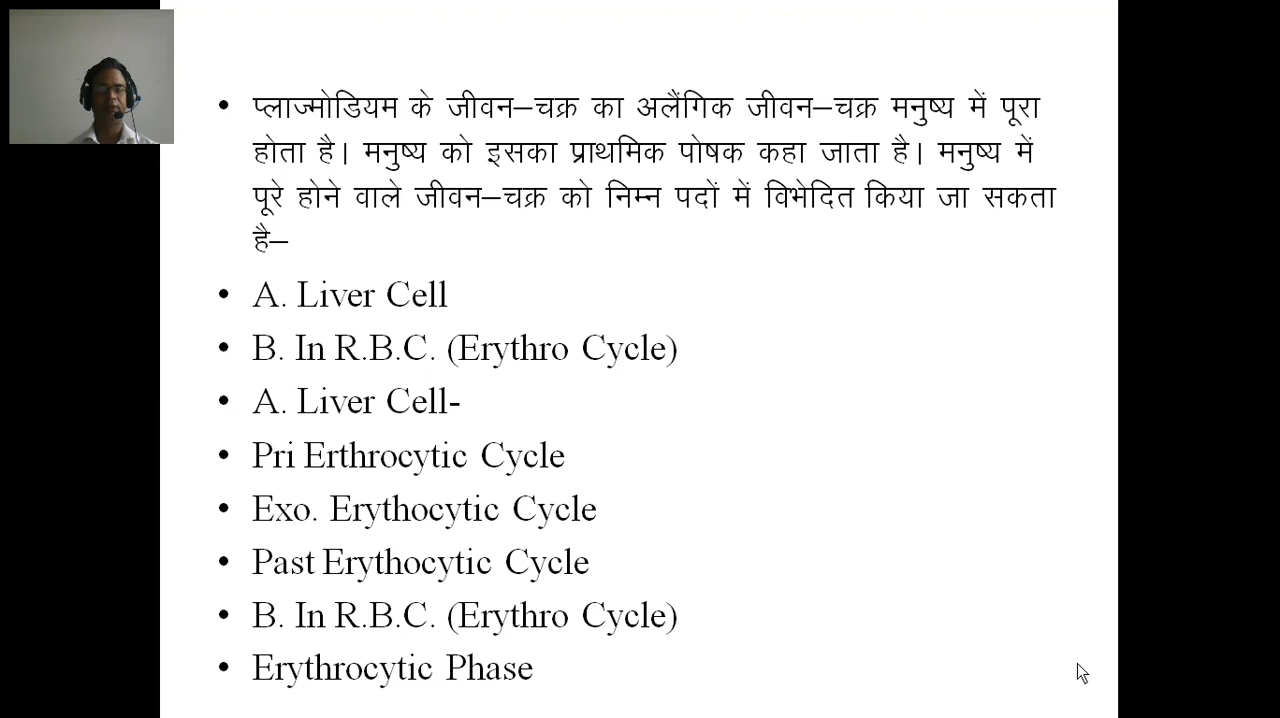 • प्लाज्मोडियम के जीवन–चक्र का अलैंगिक जीवन–चक्र मनुष्य में पूरा
होता है। मनुष्य को इसका प्राथमिक पोषक कहा जाता है। मनुष्य में
पूरे होने वाले जीवन–चक्र को निम्न पदों में विभेदित किया जा सकता
है–
• A. Liver Cell
• B. In R.B.C. (Erythro Cycle)
• A. Liver Cell-
• Pri Erthrocytic Cycle
• Exo. Erythocytic Cycle
• Past Erythocytic Cycle
• B. In R.B.C. (Erythro Cycle)
• Erythrocytic Phase